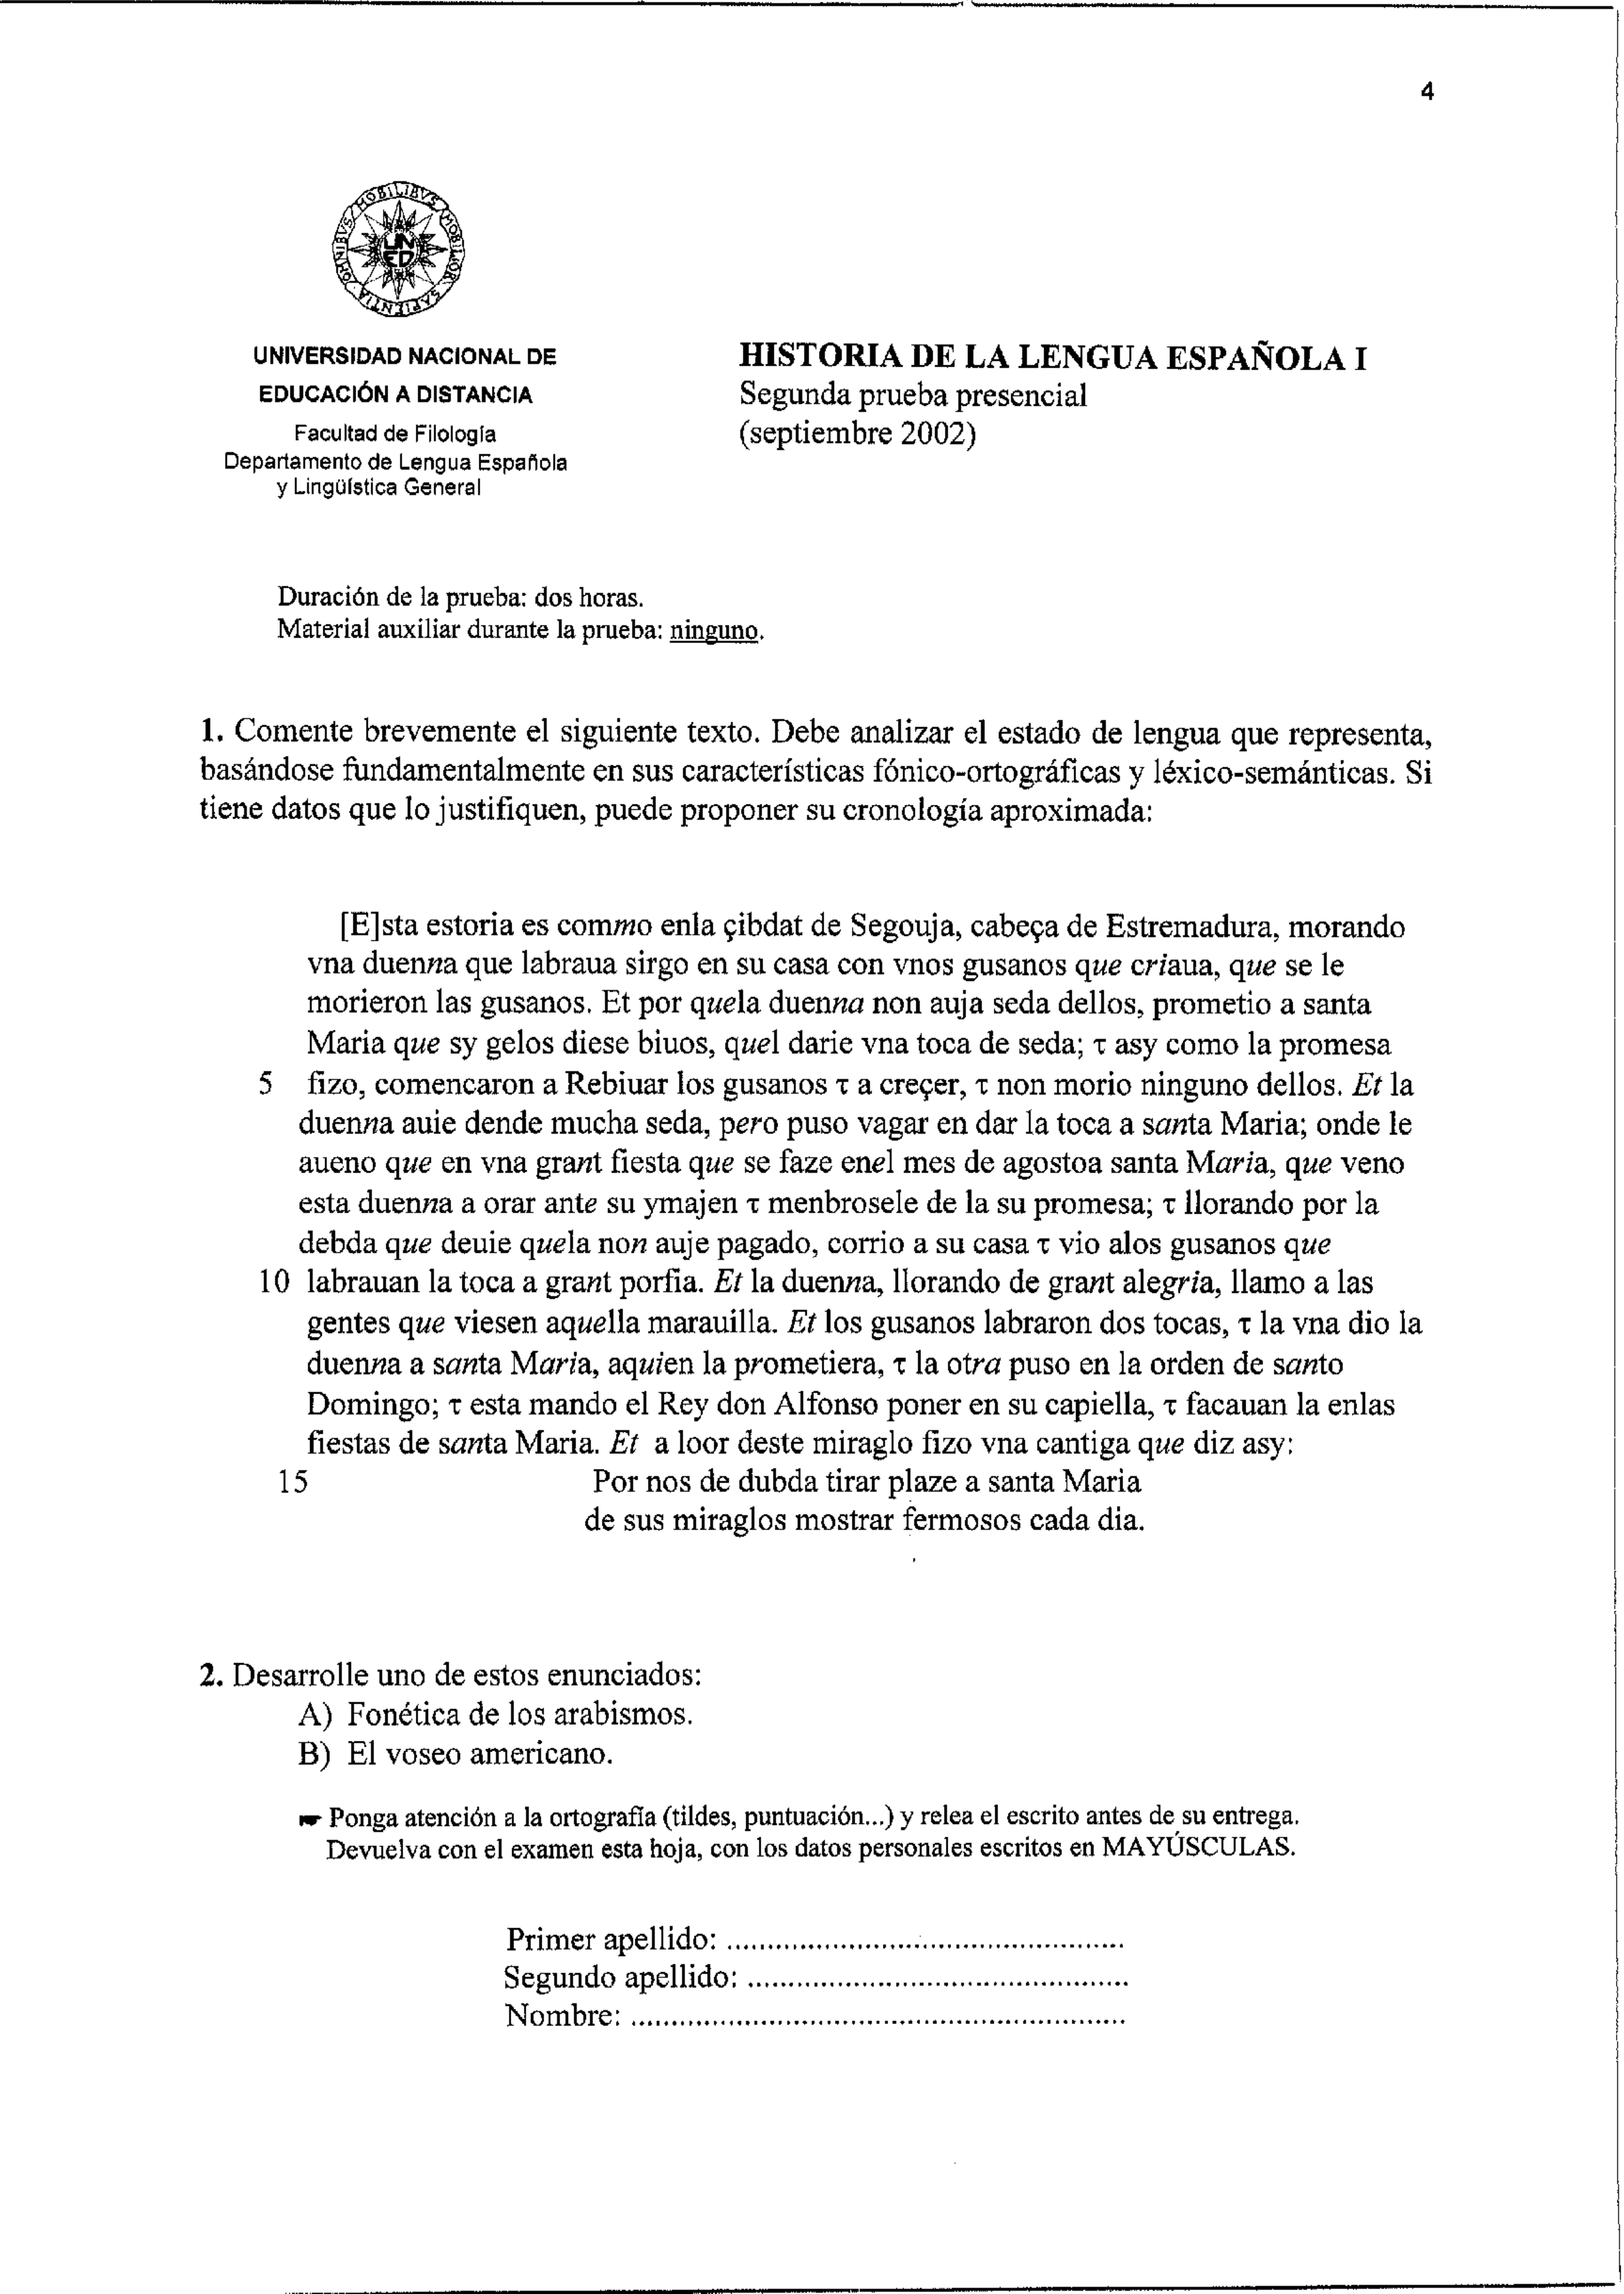 4
OMNIBVS MOBILIBVS MOBILIOR SAPIENTIA
UN
ED
UNIVERSIDAD NACIONAL DE
EDUCACIÓN A DISTANCIA
Facultad de Filología
Departamento de Lengua Española
y Lingüística General
HISTORIA DE LA LENGUA ESPAÑOLA I
Segunda prueba presencial
(septiembre 2002)
Duración de la prueba: dos horas.
Material auxiliar durante la prueba: ninguno.
1. Comente brevemente el siguiente texto. Debe analizar el estado de lengua que representa,
basándose fundamentalmente en sus características fónico-ortográficas y léxico-semánticas. Si
tiene datos que lo justifiquen, puede proponer su cronología aproximada:
[E]sta estoria es commo enla çibdat de Segouja, cabeça de Estremadura, morando
vna duenna que labraua sirgo en su casa con vnos gusanos que criaua, que se le
morieron las gusanos. Et por quela duenna non auja seda dellos, prometio a santa
Maria que sy gelos diese biuos, quel darie vna toca de seda; τ asy como la promesa
5 fizo, comencaron a Rebiuar los gusanos τ a creçer, τ non morio ninguno dellos. Et la
duenna auie dende mucha seda, pero puso vagar en dar la toca a santa Maria; onde le
aueno que en vna grant fiesta que se faze enel mes de agostoa santa Maria, que veno
esta duenna a orar ante su ymajen τ menbrosele de la su promesa; τ llorando por la
debda que deuie quela non auje pagado, corrio a su casa τ vio alos gusanos que
10 labrauan la toca a grant porfia. Et la duenna, llorando de grant alegria, llamo a las
gentes que viesen aquella marauilla. Et los gusanos labraron dos tocas, τ la vna dio la
duenna a santa Maria, aquien la prometiera, τ la otra puso en la orden de santo
Domingo; τ esta mando el Rey don Alfonso poner en su capiella, τ facauan la enlas
fiestas de santa Maria. Et a loor deste miraglo fizo vna cantiga que diz asy:
15 Por nos de dubda tirar plaze a santa Maria
de sus miraglos mostrar fermosos cada dia.
2. Desarrolle uno de estos enunciados:
A) Fonética de los arabismos.
B) El voseo americano.
☛ Ponga atención a la ortografía (tildes, puntuación...) y relea el escrito antes de su entrega.
Devuelva con el examen esta hoja, con los datos personales escritos en MAYÚSCULAS.
Primer apellido: ..................................................
Segundo apellido: ................................................
Nombre: ..............................................................